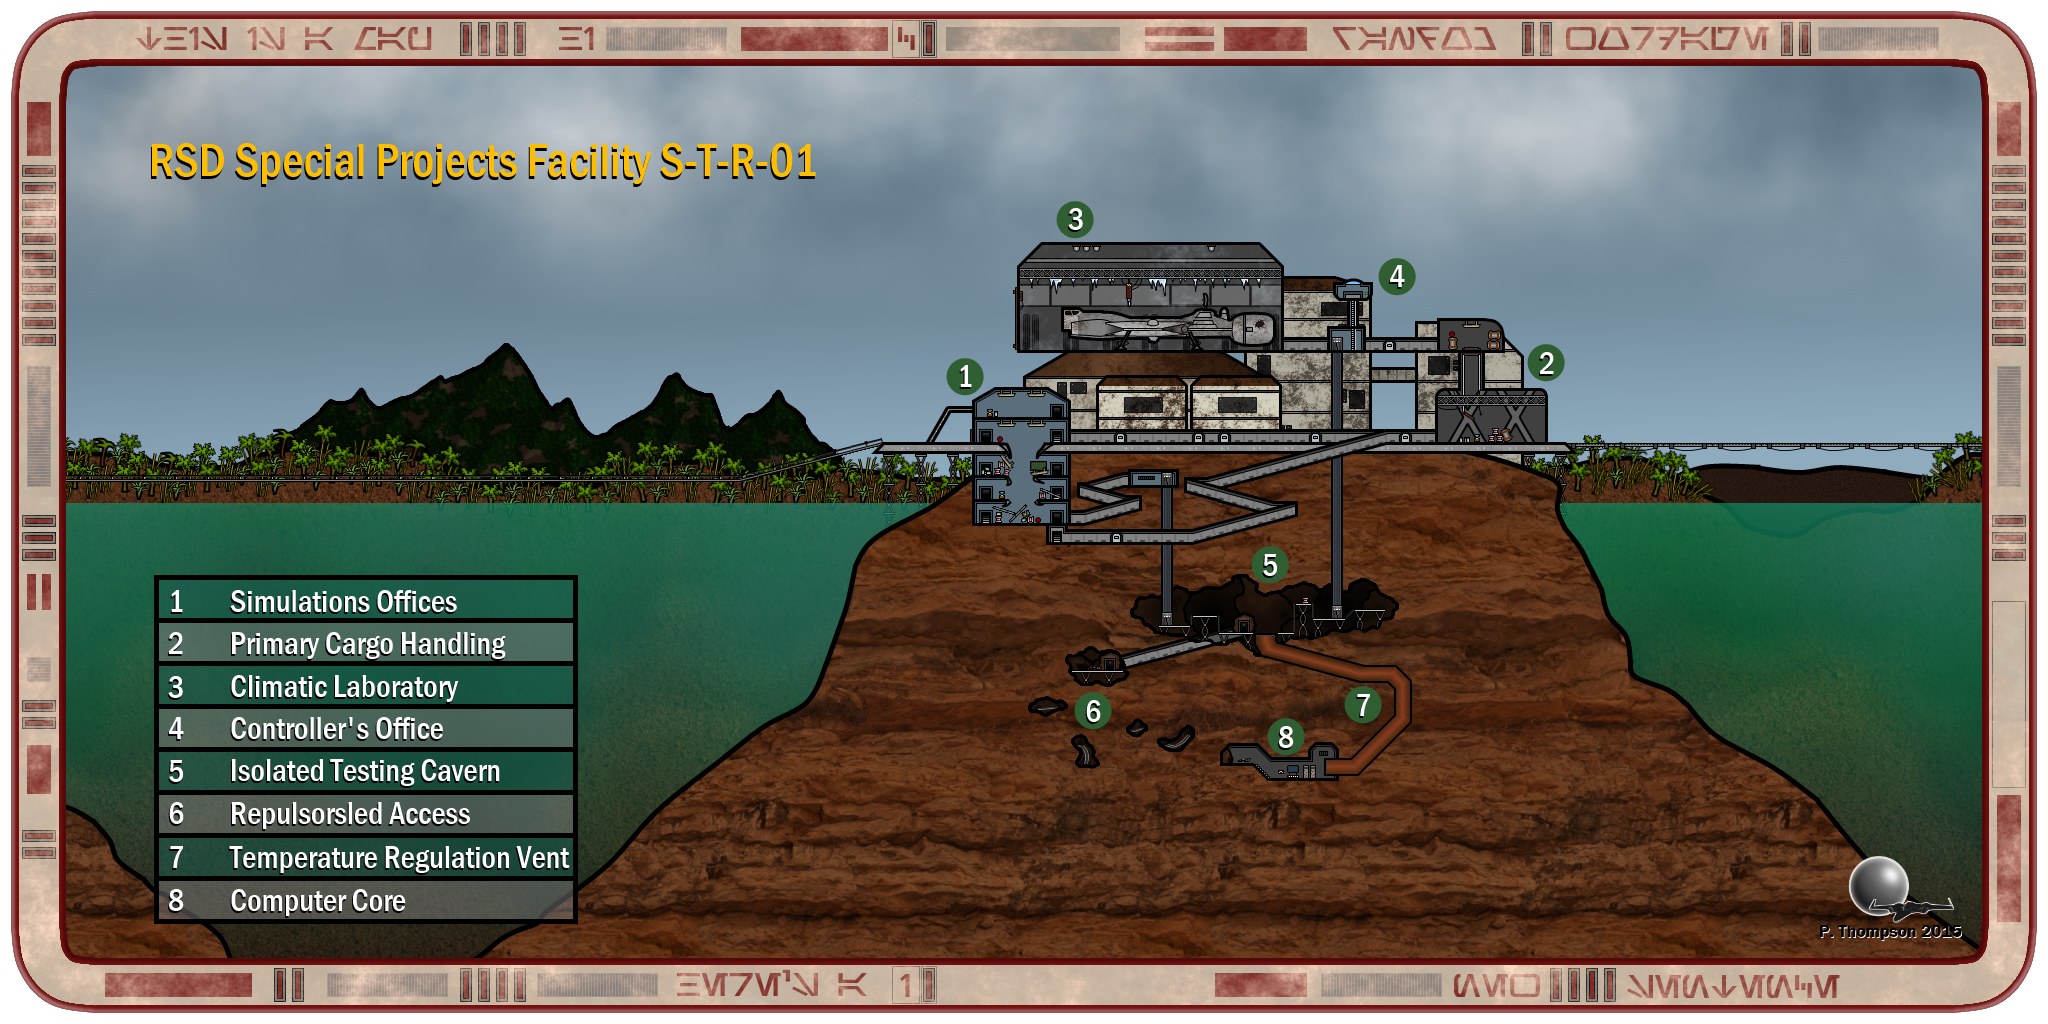 RSD Special Projects Facility S-T-R-01
3
4
2
1
5
7
6
8
1 Simulations Offices
2 Primary Cargo Handling
3 Climatic Laboratory
4 Controller's Office
5 Isolated Testing Cavern
6 Repulsorsled Access
7 Temperature Regulation Vent
8 Computer Core
P. Thompson 2015